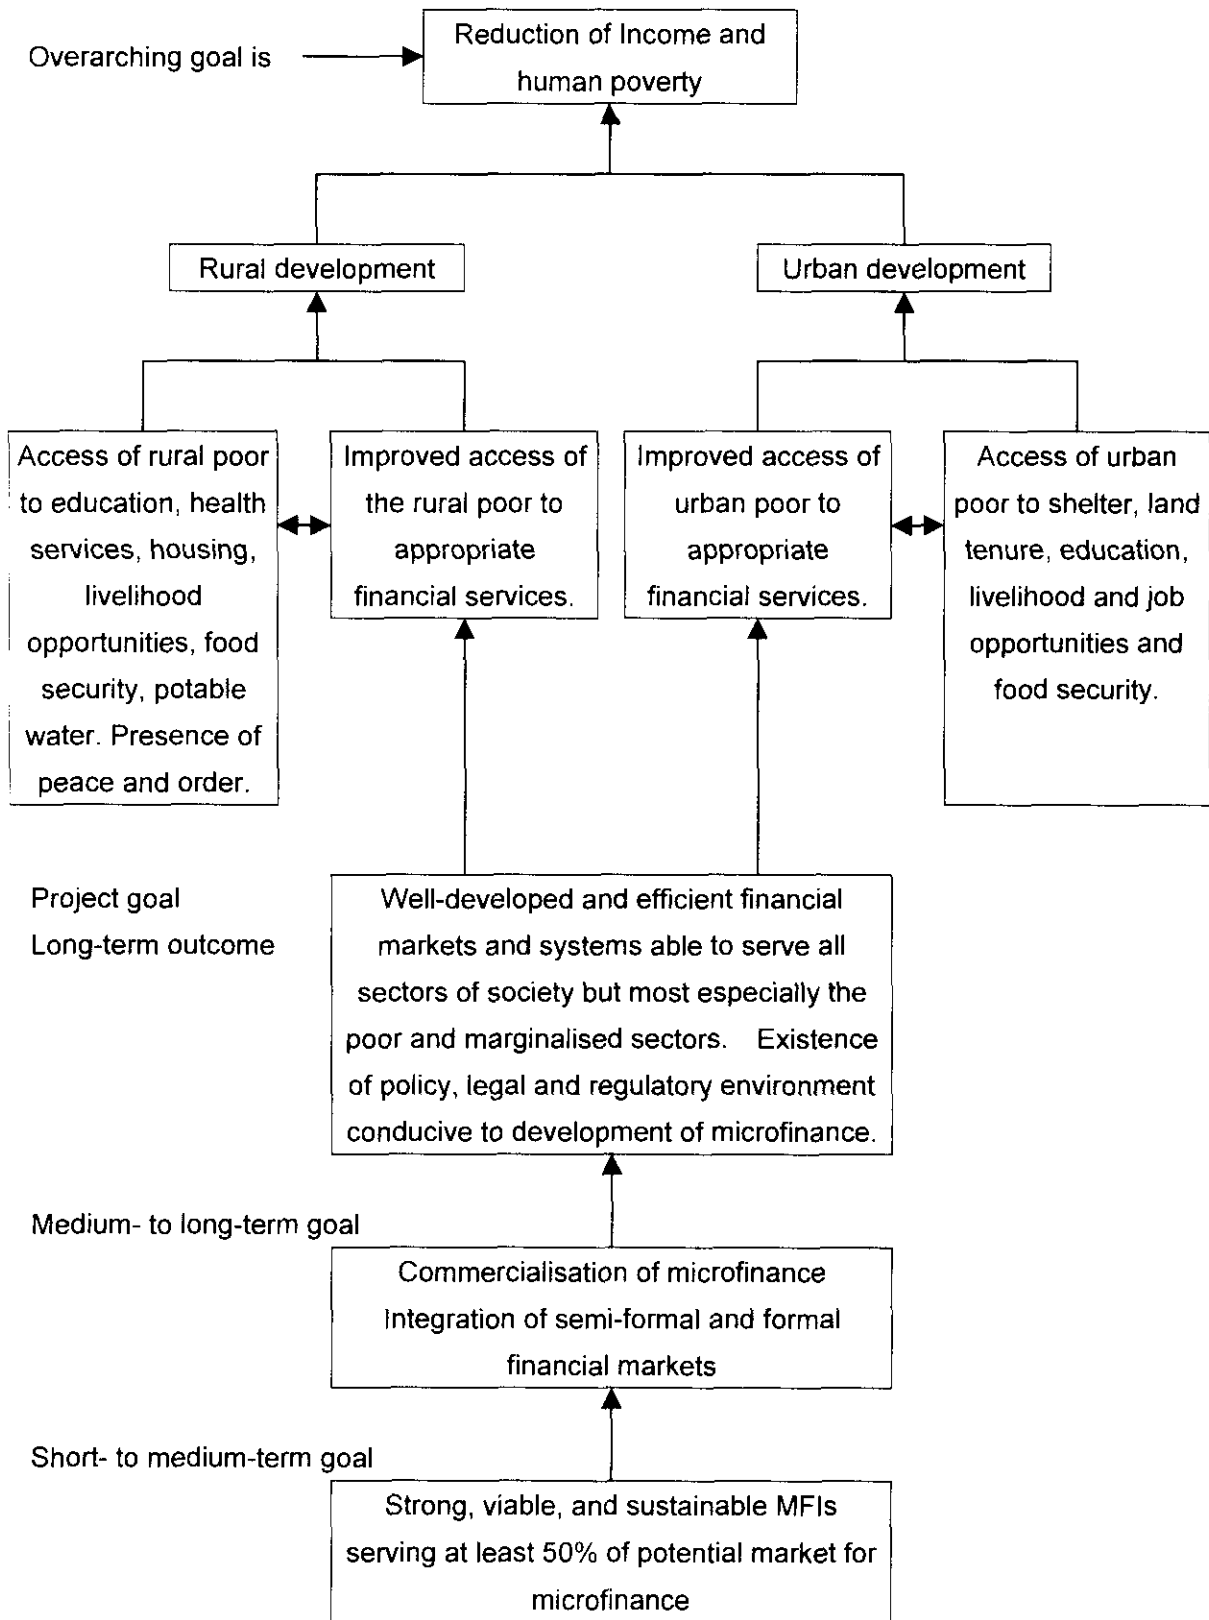 Overarching goal is
Reduction of Income and
human poverty
Rural development
Urban development
Access of rural poor
to education, health
services, housing,
livelihood
opportunities, food
security, potable
water. Presence of
peace and order.
Improved access of
the rural poor to
appropriate
financial services.
Improved access of
urban poor to
appropriate
financial services.
Access of urban
poor to shelter, land
tenure, education,
livelihood and job
opportunities and
food security.
Project goal
Long-term outcome
Well-developed and efficient financial
markets and systems able to serve all
sectors of society but most especially the
poor and marginalised sectors. Existence
of policy, legal and regulatory environment
conducive to development of microfinance.
Medium- to long-term goal
Commercialisation of microfinance
Integration of semi-formal and formal
financial markets
Short- to medium-term goal
Strong, viable, and sustainable MFIs
serving at least 50% of potential market for
microfinance